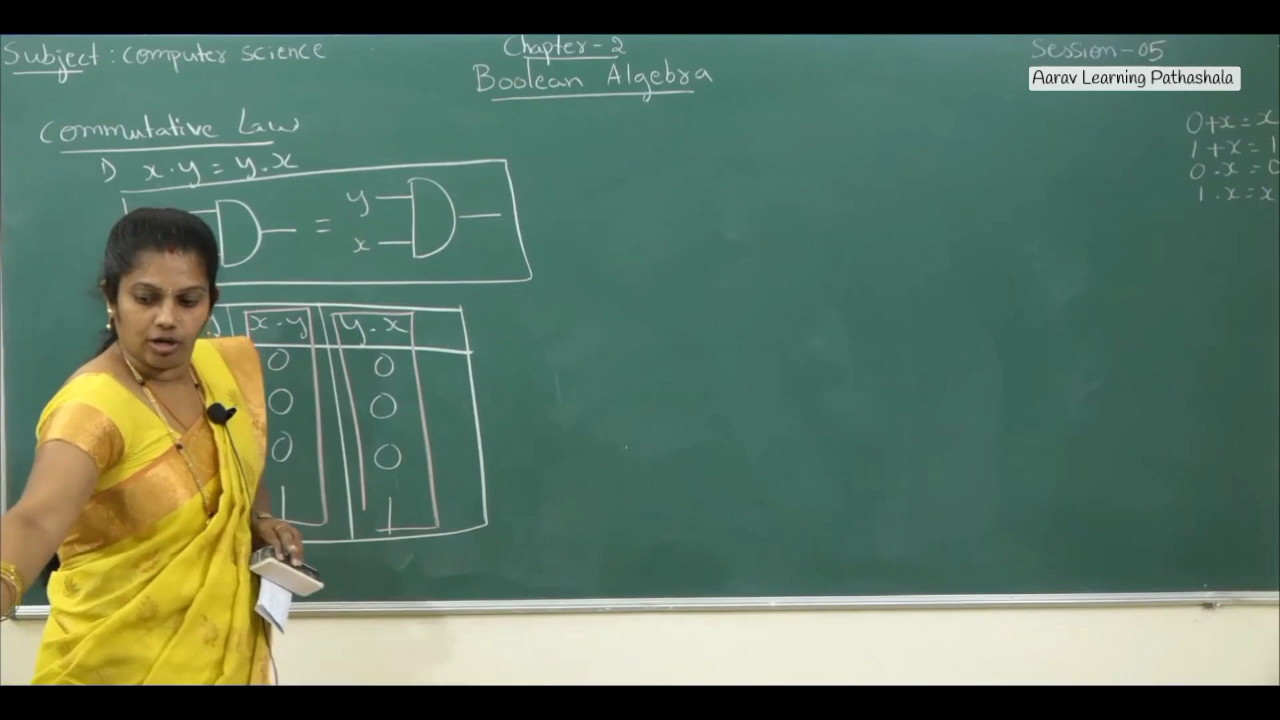 Subject : computer science
Chapter - 2
Boolean Algebra
Session - 05
Aarav Learning Pathashala
Commutative Law
1) x . y = y . x
= y
x
x . y y . x
0 0
0 0
0 0
1 1
0 + x = x
1 + x = 1
0 . x = 0
1 . x = x